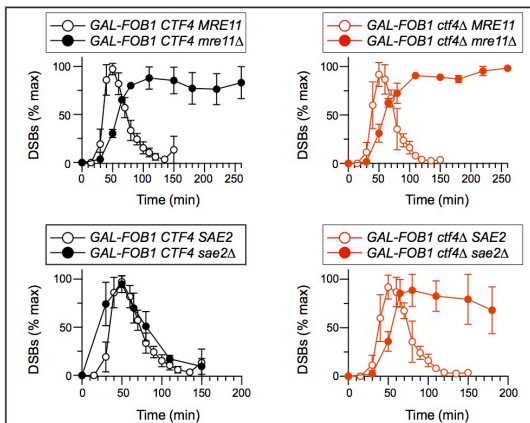 GAL-FOB1 CTF4 MRE11
GAL-FOB1 CTF4 mre11Δ
DSBs (% max)
100
50
0
0 50 100 150 200 250
Time (min)
GAL-FOB1 ctf4Δ MRE11
GAL-FOB1 ctf4Δ mre11Δ
DSBs (% max)
100
50
0
0 50 100 150 200 250
Time (min)
GAL-FOB1 CTF4 SAE2
GAL-FOB1 CTF4 sae2Δ
DSBs (% max)
100
50
0
0 50 100 150 200
Time (min)
GAL-FOB1 ctf4Δ SAE2
GAL-FOB1 ctf4Δ sae2Δ
DSBs (% max)
100
50
0
0 50 100 150 200
Time (min)